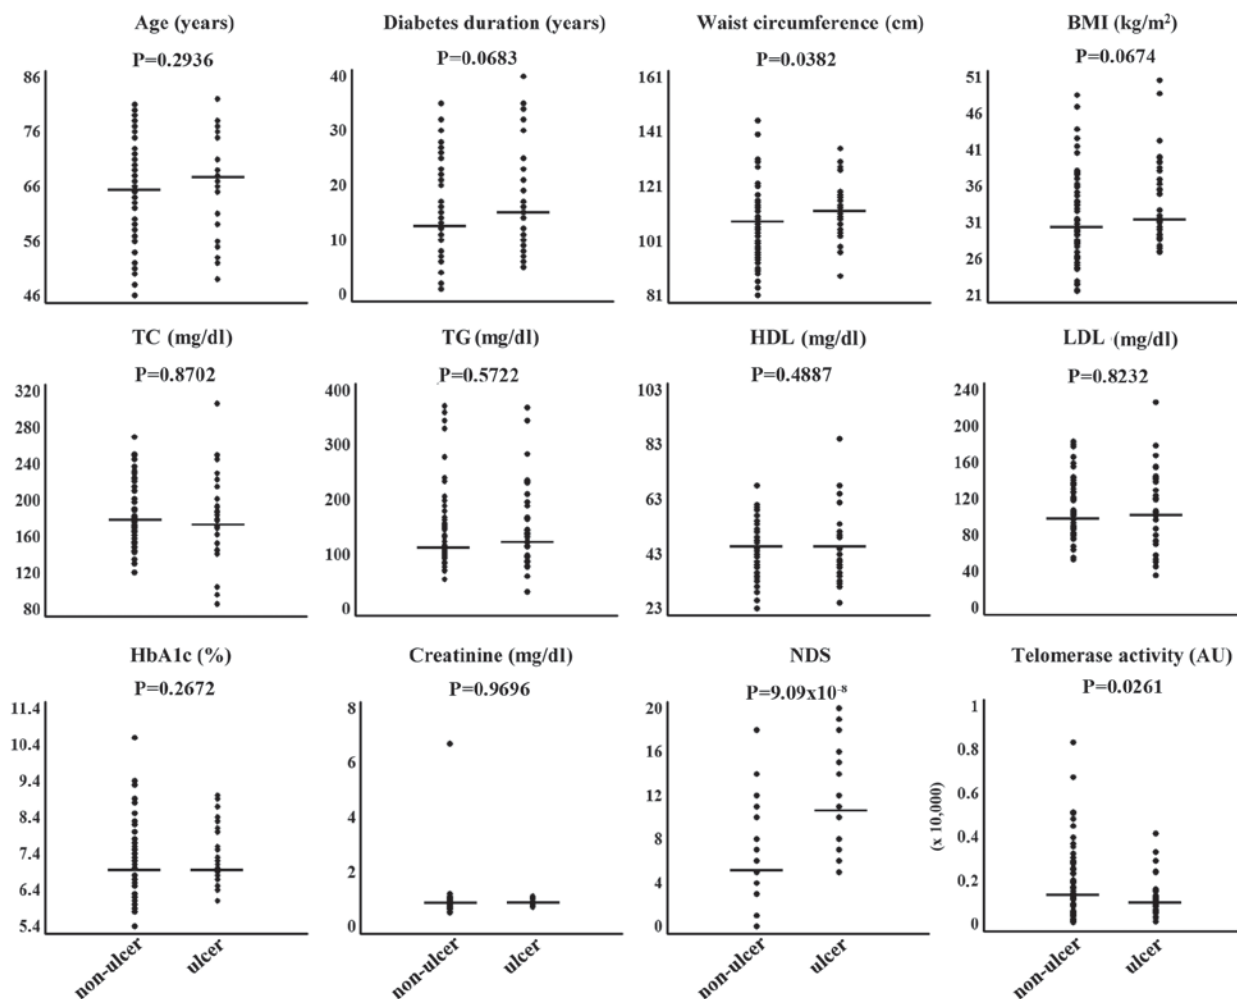 Age (years) Diabetes duration (years) Waist circumference (cm) BMI (kg/m²)
P=0.2936 P=0.0683 P=0.0382 P=0.0674
86 40 161 51
76 30 141 46
66 20 121 41
56 10 101 36
46 0 81 31
26
21
TC (mg/dl) TG (mg/dl) HDL (mg/dl) LDL (mg/dl)
P=0.8702 P=0.5722 P=0.4887 P=0.8232
320 400 103 240
280 300 83 200
240 200 63 160
200 100 43 120
160 0 23 80
120 40
80 0
HbA1c (%) Creatinine (mg/dl) NDS Telomerase activity (AU)
P=0.2672 P=0.9696 P=9.09x10⁻⁸ P=0.0261
11.4 8 20 1
10.4 6 16 0.8
9.4 4 12 0.6
8.4 2 8 0.4
7.4 0 4 0.2
6.4 0 0
5.4
(x 10,000)
non-ulcer ulcer non-ulcer ulcer non-ulcer ulcer non-ulcer ulcer